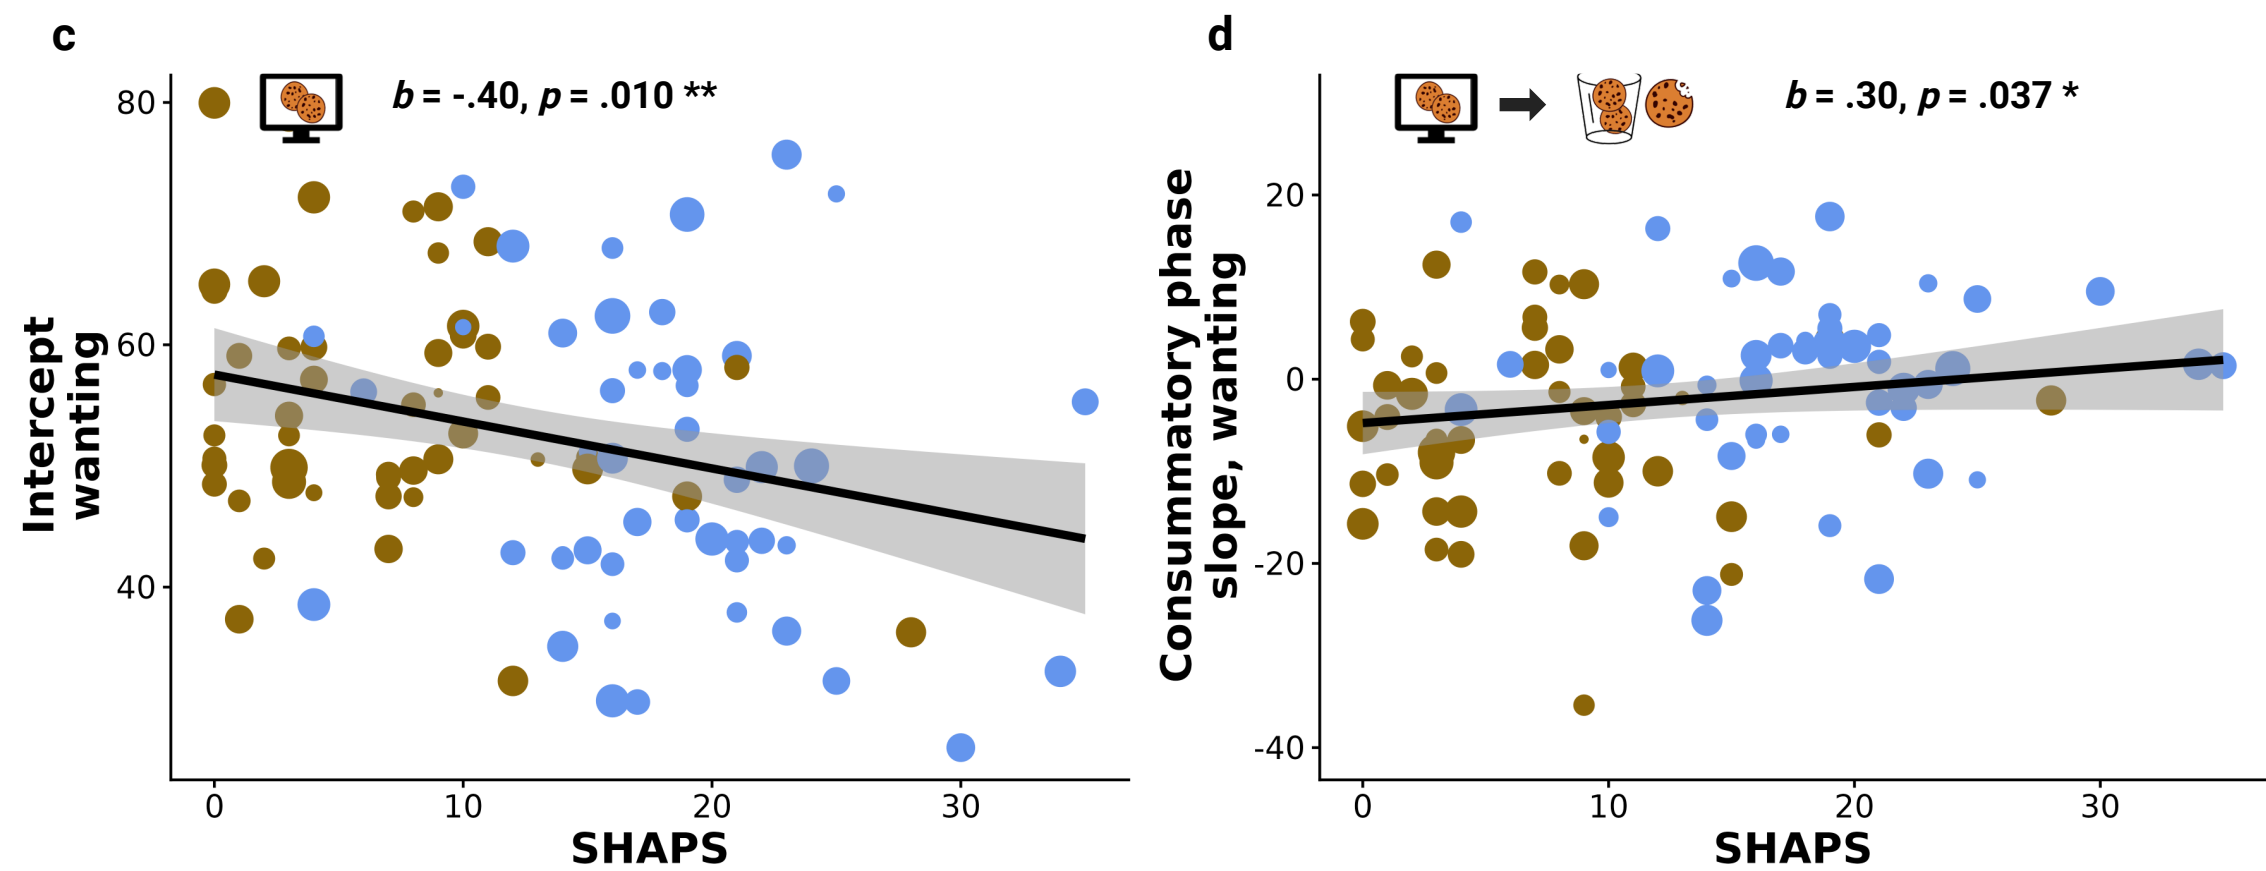 c
b = -.40, p = .010 **
80
60
40
Intercept
wanting
0 10 20 30
SHAPS
d
b = .30, p = .037 *
20
0
-20
-40
Consummatory phase
slope, wanting
0 10 20 30
SHAPS